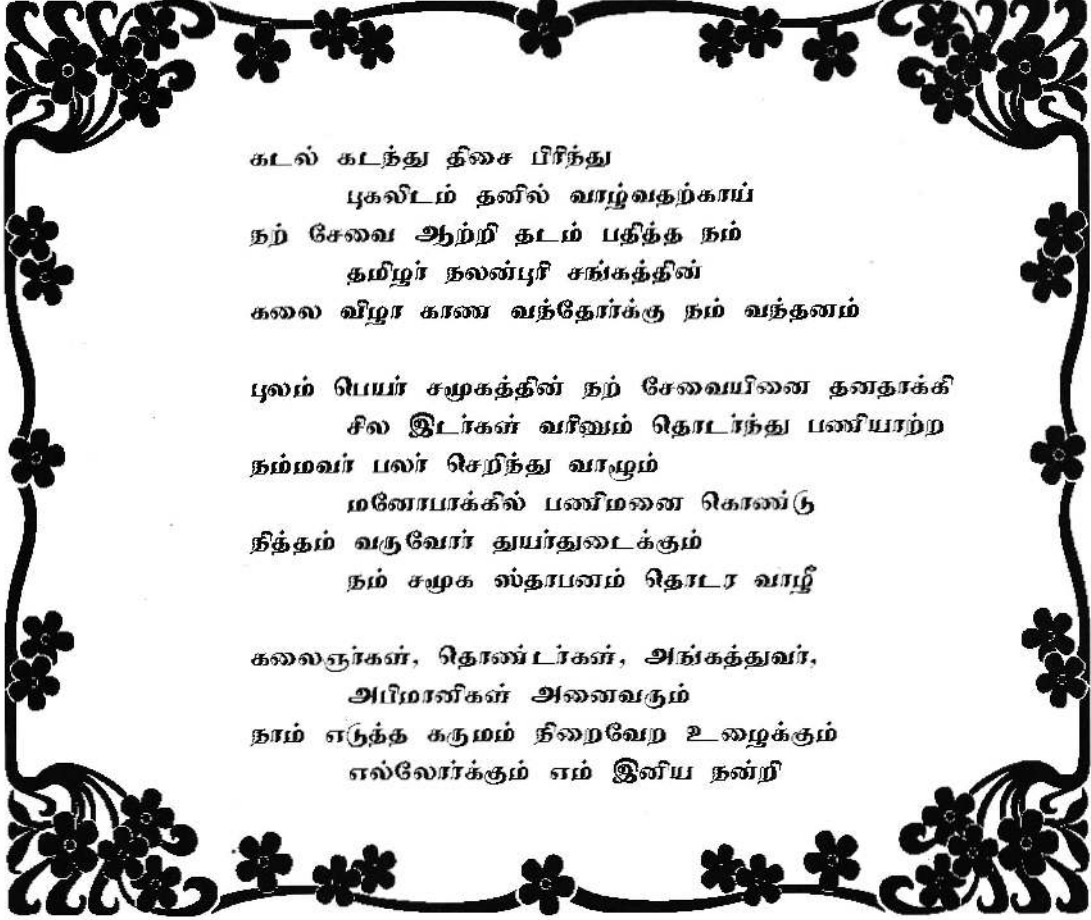 கடல் கடந்து திசை பிரிந்து
புகலிடம் தனில் வாழ்வதற்காய்
நற் சேவை ஆற்றி தடம் பதித்த நம்
தமிழர் நலன்புரி சங்கத்தின்
கலை விழா காண வந்தோர்க்கு நம் வந்தனம்
புலம் பெயர் சமுகத்தின் நற் சேவையினை தனதாக்கி
சில இடர்கள் வரினும் தொடர்ந்து பணியாற்ற
நம்மவர் பலர் செறிந்து வாழும்
மனோபாக்கில் பணிமனை கொண்டு
நித்தம் வருவோர் துயர்துடைக்கும்
நம் சமுக ஸ்தாபனம் தொடர வாழீ
கலைஞர்கள், தொண்டர்கள், அங்கத்துவர்,
அபிமானிகள் அனைவரும்
நாம் எடுத்த கருமம் நிறைவேற உழைக்கும்
எல்லோர்க்கும் எம் இனிய நன்றி